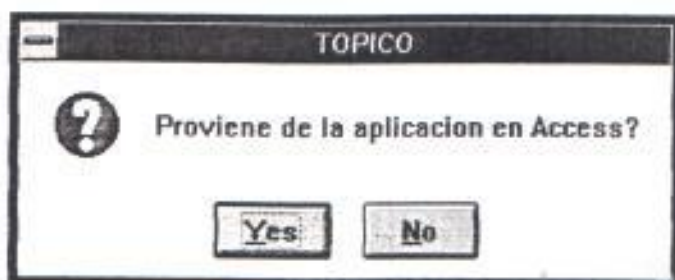 TOPICO
Proviene de la aplicacion en Access?
Yes
No